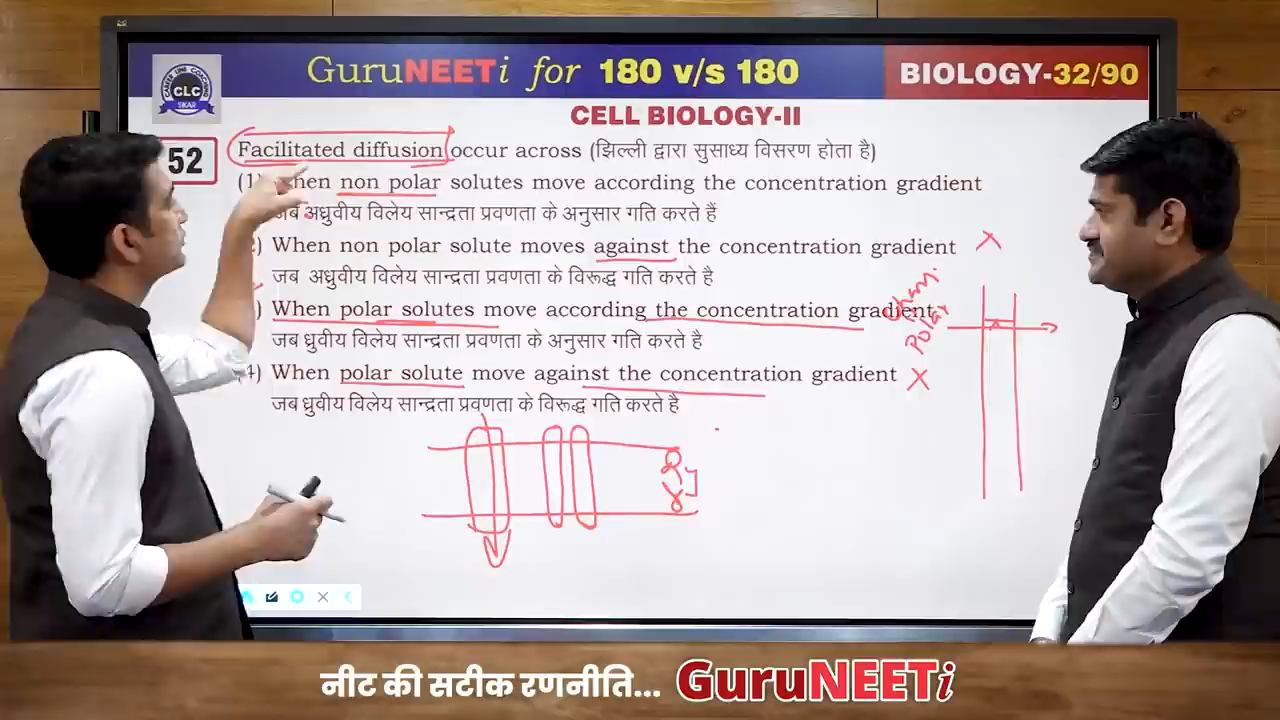 GuruNEETi for 180 v/s 180
BIOLOGY-32/90
CAREER LINE COACHING
CLC
SIKAR
CELL BIOLOGY-II
52
Facilitated diffusion occur across (झिल्ली द्वारा सुसाध्य विसरण होता है)
(1) When non polar solutes move according the concentration gradient
जब अध्रुवीय विलेय सान्द्रता प्रवणता के अनुसार गति करते हैं
2) When non polar solute moves against the concentration gradient X
जब अध्रुवीय विलेय सान्द्रता प्रवणता के विरूद्ध गति करते है
) When polar solutes move according the concentration gradient
Polar
जब ध्रुवीय विलेय सान्द्रता प्रवणता के अनुसार गति करते है
(4) When polar solute move against the concentration gradient X
जब ध्रुवीय विलेय सान्द्रता प्रवणता के विरूद्ध गति करते है
नीट की सटीक रणनीति... GuruNEETi